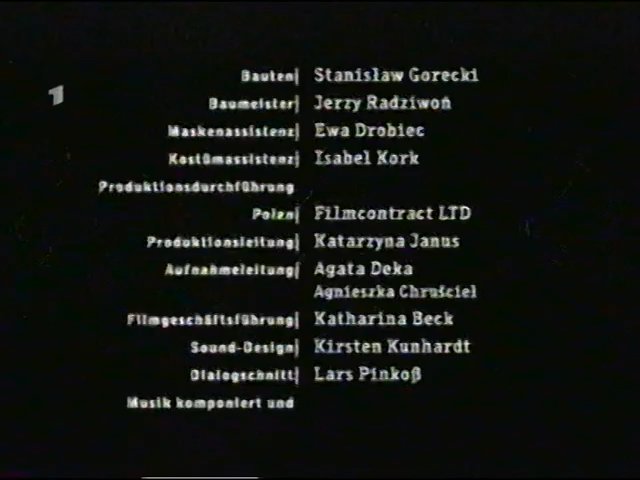 Bauten| Stanisław Gorecki
1
Baumeister| Jerzy Radziwoń
Maskenassistenz| Ewa Drobiec
Kostümassistenz| Isabel Kork
Produktionsdurchführung
Polen| Filmcontract LTD
Produktionsleitung| Katarzyna Janus
Aufnahmeleitung| Agata Deka
Agnieszka Chruściel
Filmgeschäftsführung| Katharina Beck
Sound-Design| Kirsten Kunhardt
Dialogschnitt| Lars Pinkoß
Musik komponiert und